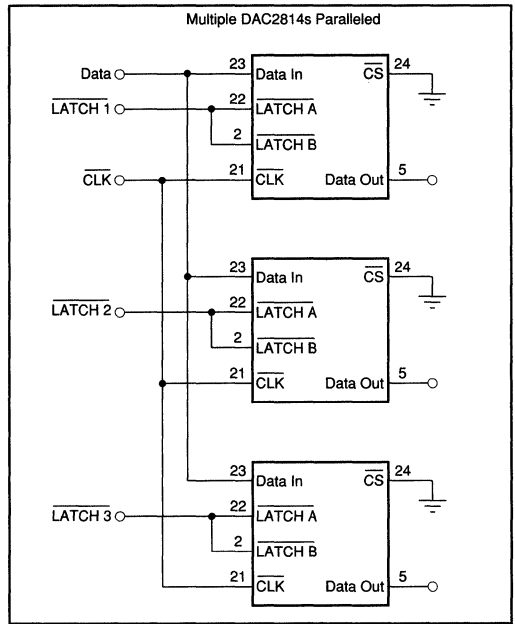 Multiple DAC2814s Paralleled
Data 23 Data In CS 24
LATCH 1 22 LATCH A
2 LATCH B
CLK 21 CLK Data Out 5
23 Data In CS 24
LATCH 2 22 LATCH A
2 LATCH B
21 CLK Data Out 5
23 Data In CS 24
LATCH 3 22 LATCH A
2 LATCH B
21 CLK Data Out 5